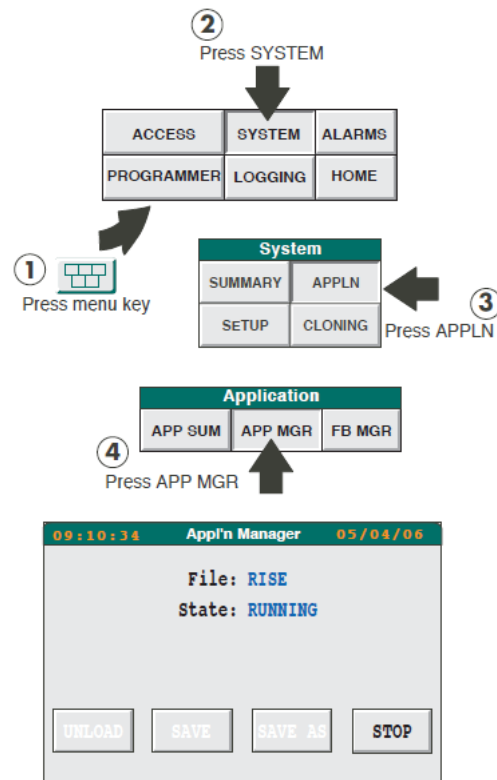 2
Press SYSTEM
ACCESS SYSTEM ALARMS
PROGRAMMER LOGGING HOME
1
Press menu key
System
SUMMARY APPLN
SETUP CLONING
3
Press APPLN
Application
APP SUM APP MGR FB MGR
4
Press APP MGR
09:10:34 Appl'n Manager 05/04/06
File: RISE
State: RUNNING
UNLOAD SAVE SAVE AS STOP